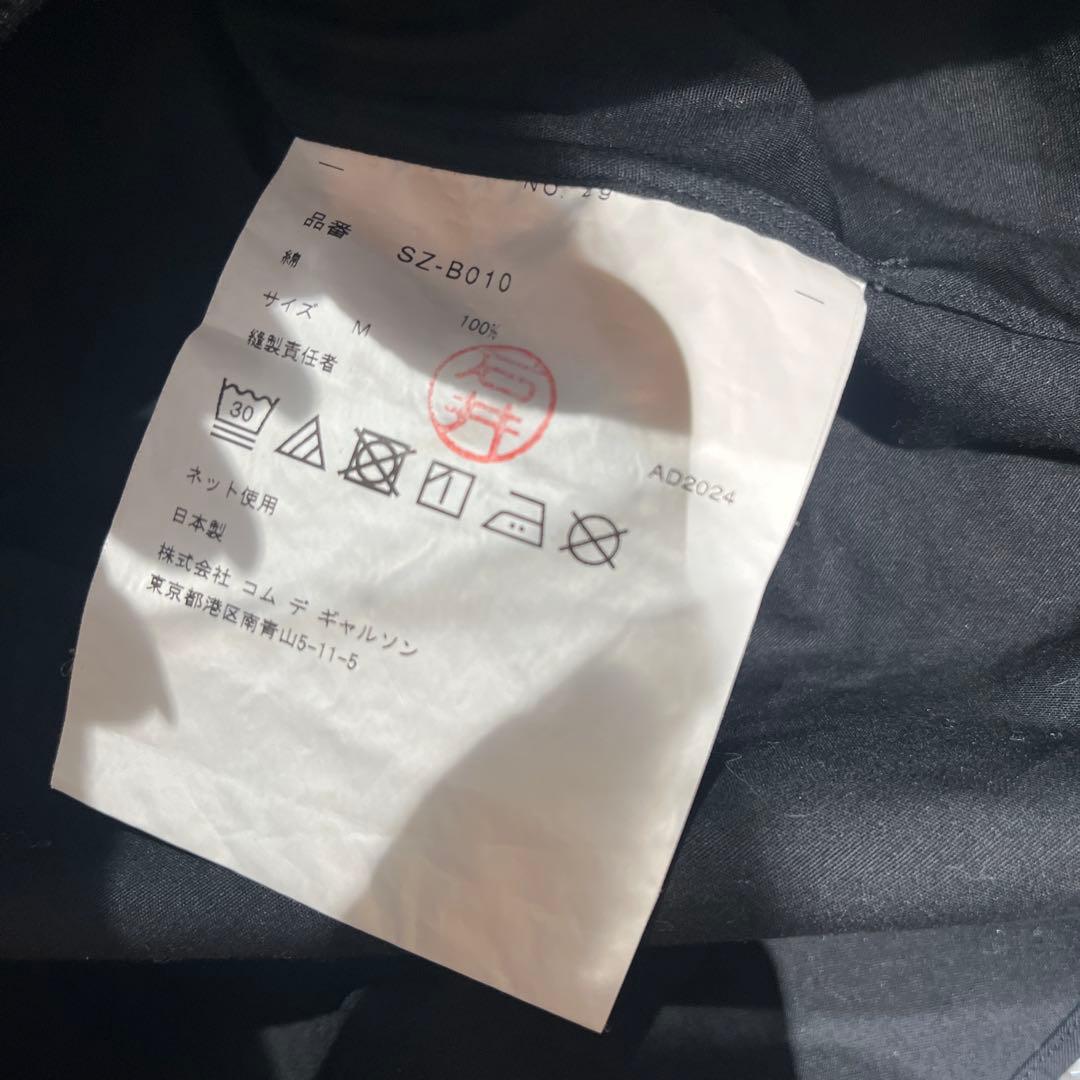 NO. 29
品番 SZ-B010
綿 100%
サイズ M
縫製責任者
石井
30
AD2024
ネット使用
日本製
株式会社 コム デ ギャルソン
東京都港区南青山5-11-5